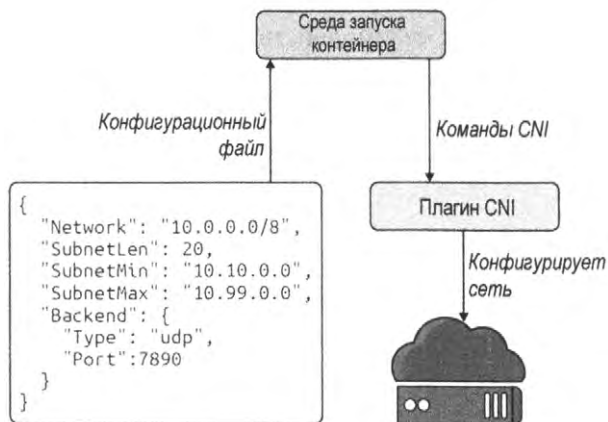 Среда запуска
контейнера
Конфигурационный
файл
Команды CNI
{
  "Network": "10.0.0.0/8",
  "SubnetLen": 20,
  "SubnetMin": "10.10.0.0",
  "SubnetMax": "10.99.0.0",
  "Backend": {
    "Type": "udp",
    "Port":7890
  }
}
Плагин CNI
Конфигурирует
сеть